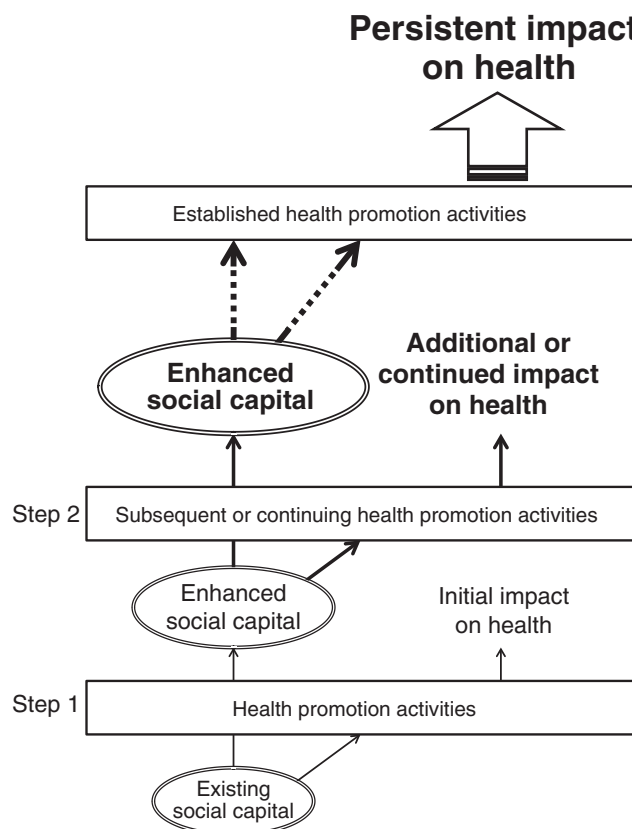 Persistent impact
on health
Established health promotion activities
Enhanced
social capital
Additional or
continued impact
on health
Step 2
Subsequent or continuing health promotion activities
Enhanced
social capital
Initial impact
on health
Step 1
Health promotion activities
Existing
social capital